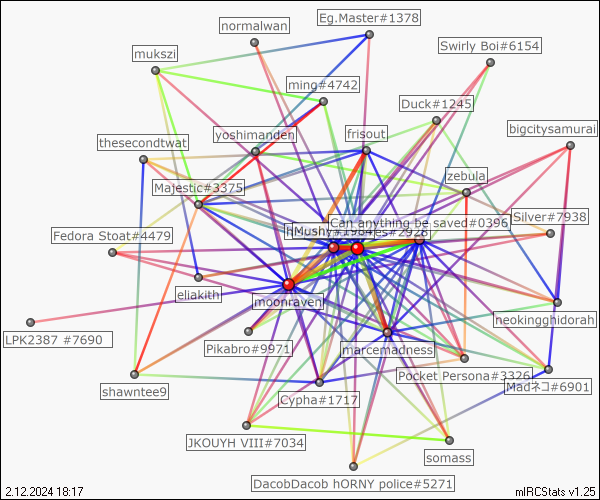 Eg.Master#1378
normalwan
Swirly Boi#6154
mukszi
ming#4742
Duck#1245
bigcitysamurai
yoshimanden
frisout
thesecondtwat
zebula
Majestic#3375
Can anything be saved#0396
Silver#7938
Mushy#1984
Fedora Stoat#4479
eliakith
moonraven
neokingghidorah
LPK2387 #7690
Pikabro#9971
marcemadness
Pocket Persona#3326
Madネコ#6901
shawntee9
Cypha#1717
JKOUYH VIII#7034
somass
DacobDacob hORNY police#5271
2.12.2024 18:17
mIRCStats v1.25